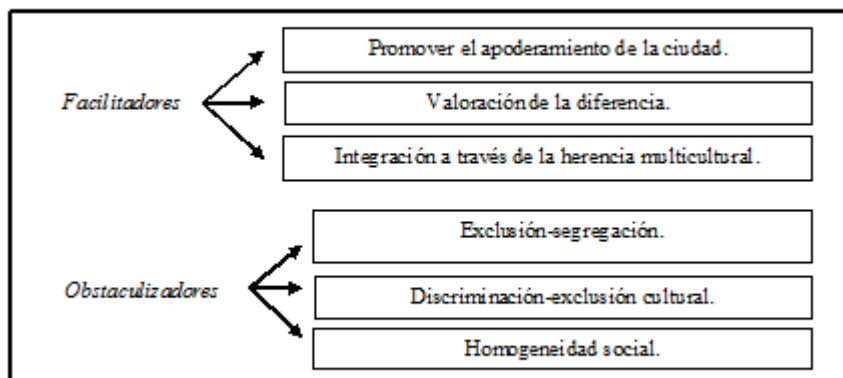 Promover el apoderamiento de la ciudad.
Facilitadores
Valoración de la diferencia.
Integración a través de la herencia multicultural.
Exclusión-segregación.
Obstaculizadores
Discriminación-exclusión cultural.
Homogeneidad social.